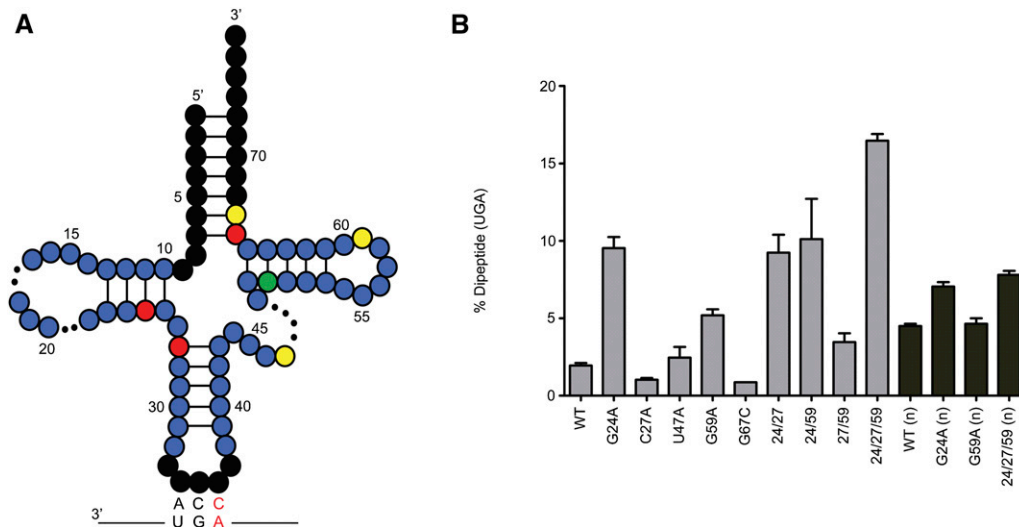 A
3'
5'
70
5
60
15
10
55
20
45
30
40
A C C
3' U G A
B
% Dipeptide (UGA)
20
15
10
5
0
WT
G24A
C27A
U47A
G59A
G67C
24/27
24/59
27/59
24/27/59
WT (n)
G24A (n)
G59A (n)
24/27/59 (n)